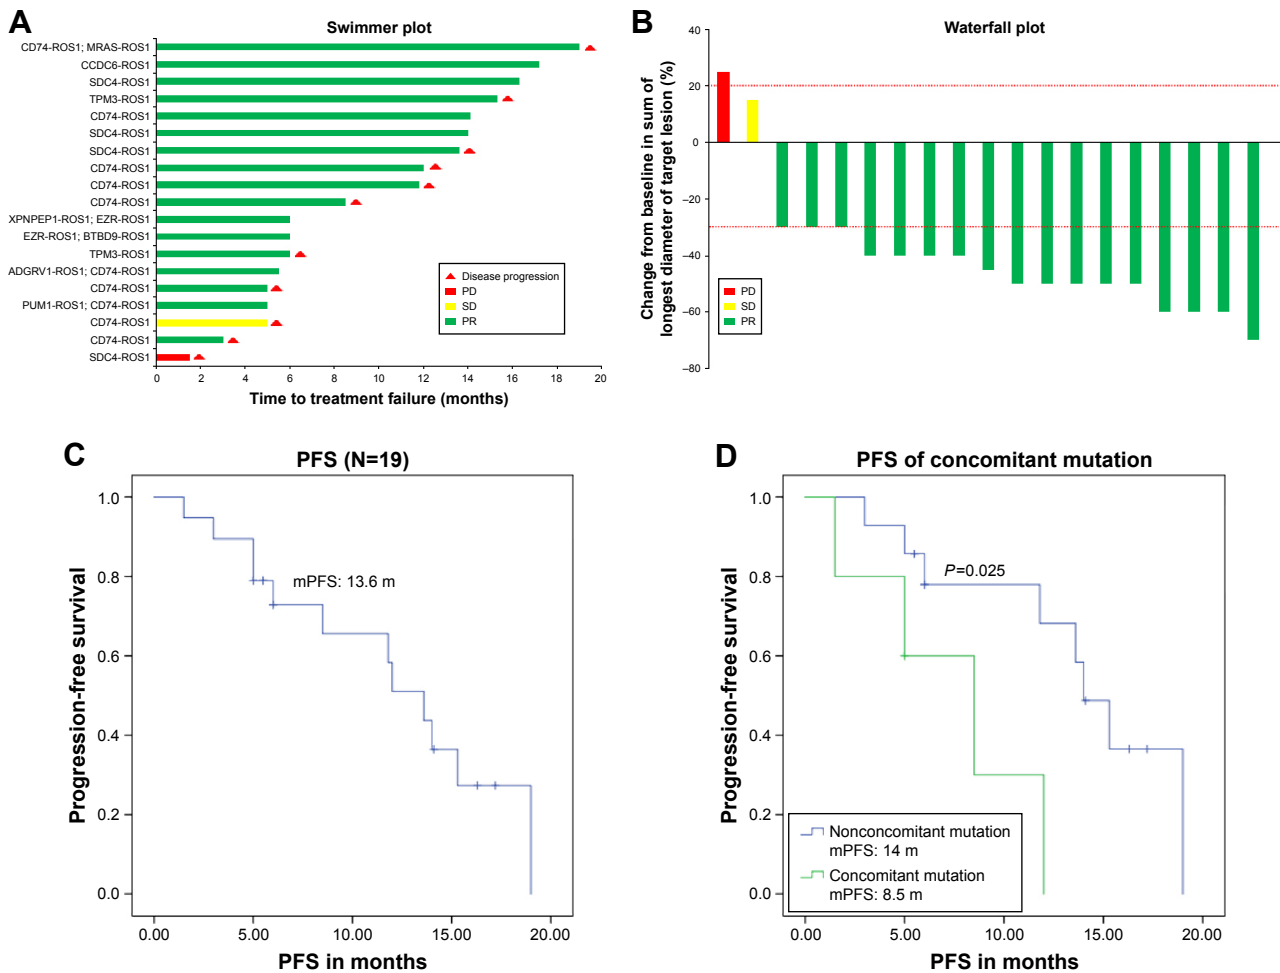 A
Swimmer plot
CD74-ROS1; MRAS-ROS1
CCDC6-ROS1
SDC4-ROS1
TPM3-ROS1
CD74-ROS1
SDC4-ROS1
SDC4-ROS1
CD74-ROS1
CD74-ROS1
CD74-ROS1
XPNPEP1-ROS1; EZR-ROS1
EZR-ROS1; BTBD9-ROS1
TPM3-ROS1
ADGRV1-ROS1; CD74-ROS1
CD74-ROS1
PUM1-ROS1; CD74-ROS1
CD74-ROS1
CD74-ROS1
SDC4-ROS1
Disease progression
PD
SD
PR
0 2 4 6 8 10 12 14 16 18 20
Time to treatment failure (months)
B
Waterfall plot
Change from baseline in sum of
longest diameter of target lesion (%)
40
20
0
–20
–40
–60
–80
PD
SD
PR
C
PFS (N=19)
Progression-free survival
1.0
0.8
0.6
0.4
0.2
0.0
mPFS: 13.6 m
0.00 5.00 10.00 15.00 20.00
PFS in months
D
PFS of concomitant mutation
Progression-free survival
1.0
0.8
0.6
0.4
0.2
0.0
P=0.025
Nonconcomitant mutation
mPFS: 14 m
Concomitant mutation
mPFS: 8.5 m
0.00 5.00 10.00 15.00 20.00
PFS in months